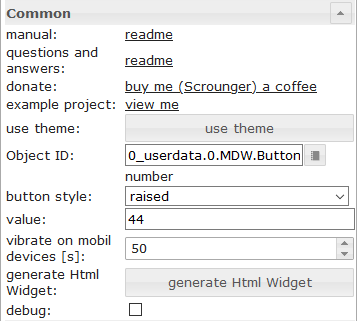 Common
manual: readme
questions and
answers: readme
donate: buy me (Scrounger) a coffee
example project: view me
use theme: use theme
Object ID: 0_userdata.0.MDW.Button
number
button style: raised
value: 44
vibrate on mobil
devices [s]: 50
generate Html
Widget: generate Html Widget
debug: